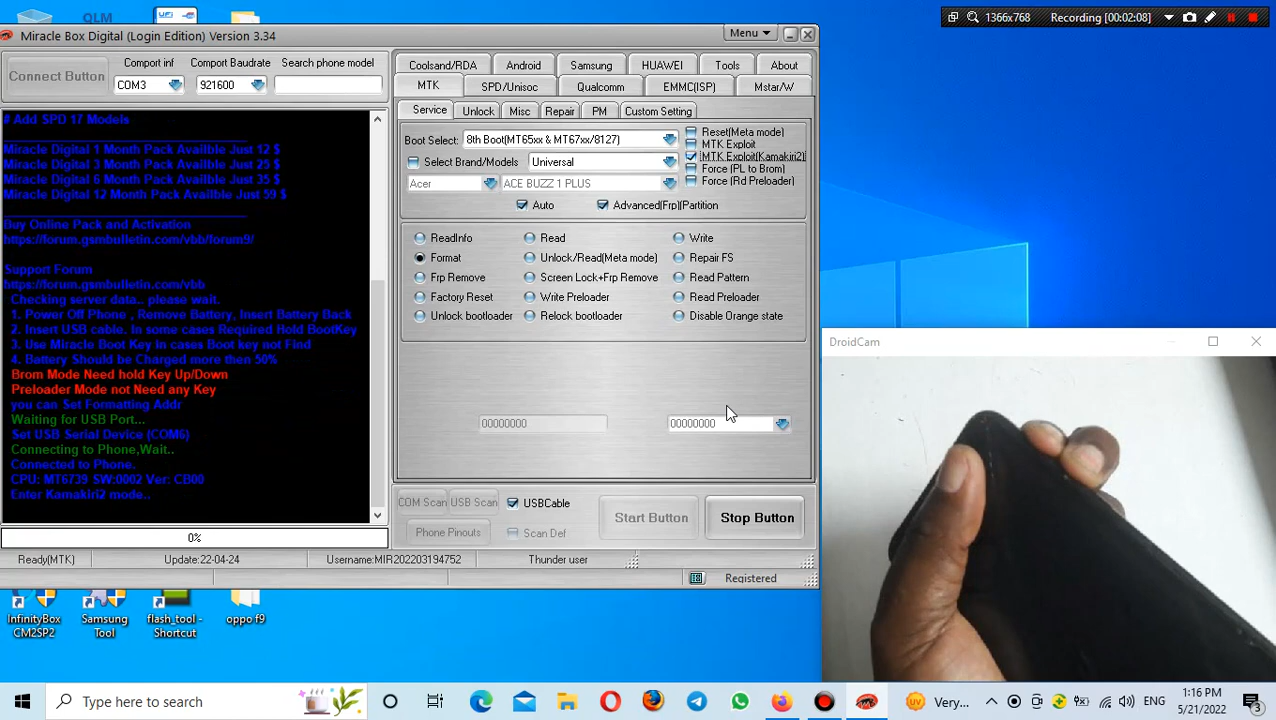 QLM
UFi
1366x768
Recording [00:02:08]
Miracle Box Digital (Login Edition) Version 3.34
Menu
Connect Button
Comport inf
Comport Baudrate
Search phone model
COM3
921600
Coolsand/RDA
Android
Samsung
HUAWEI
Tools
About
MTK
SPD/Unisoc
Qualcomm
EMMC(ISP)
Mstar/W
Service
Unlock
Misc
Repair
PM
Custom Setting
Boot Select:
8th Boot(MT65xx & MT67xx/8127)
Reset(Meta mode)
MTK Exploit
MTK Exploit(Kamakiri2)
Force (PL to Brom)
Force (Rd Preloader)
Select Brand/Models
Universal
Acer
ACE BUZZ 1 PLUS
Auto
Advanced(Frp)(Partition
ReadInfo
Read
Write
Format
Unlock/Read(Meta mode)
Repair FS
Frp Remove
Screen Lock+Frp Remove
Read Pattern
Factory Reset
Write Preloader
Read Preloader
Unlock bootloader
Relock bootloader
Disable Orange state
00000000
00000000
COM Scan
USB Scan
USBCable
Phone Pinouts
Scan Def
Start Button
Stop Button
# Add SPD 17 Models
Miracle Digital 1 Month Pack Availble Just 12 $
Miracle Digital 3 Month Pack Availble Just 25 $
Miracle Digital 6 Month Pack Availble Just 35 $
Miracle Digital 12 Month Pack Availble Just 59 $
Buy Online Pack and Activation
https://forum.gsmbulletin.com/vbb/forum9/
Support Forum
https://forum.gsmbulletin.com/vbb
Checking server data.. please wait.
1. Power Off Phone , Remove Battery, Insert Battery Back
2. Insert USB cable. In some cases Required Hold BootKey
3. Use Miracle Boot Key in cases Boot key not Find
4. Battery Should be Charged more then 50%
Brom Mode Need hold Key Up/Down
Preloader Mode not Need any Key
you can Set Formatting Addr
Waiting for USB Port...
Set USB Serial Device (COM6)
Connecting to Phone,Wait..
Connected to Phone.
CPU: MT6739 SW:0002 Ver: CB00
Enter Kamakiri2 mode..
0%
Ready(MTK)
Update:22-04-24
Username:MIR202203194752
Thunder user
Registered
DroidCam
InfinityBox CM2SP2
Samsung Tool
flash_tool - Shortcut
oppo f9
Type here to search
UV
Very...
ENG
1:16 PM
5/21/2022
3